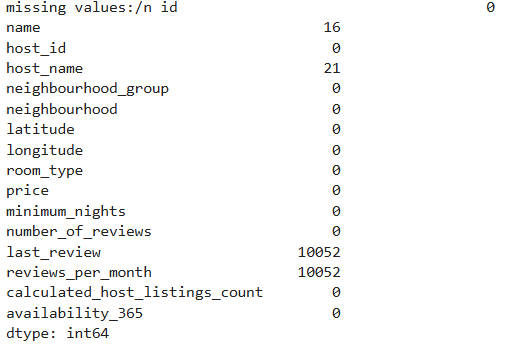 missing values:/n id 0
name 16
host_id 0
host_name 21
neighbourhood_group 0
neighbourhood 0
latitude 0
longitude 0
room_type 0
price 0
minimum_nights 0
number_of_reviews 0
last_review 10052
reviews_per_month 10052
calculated_host_listings_count 0
availability_365 0
dtype: int64